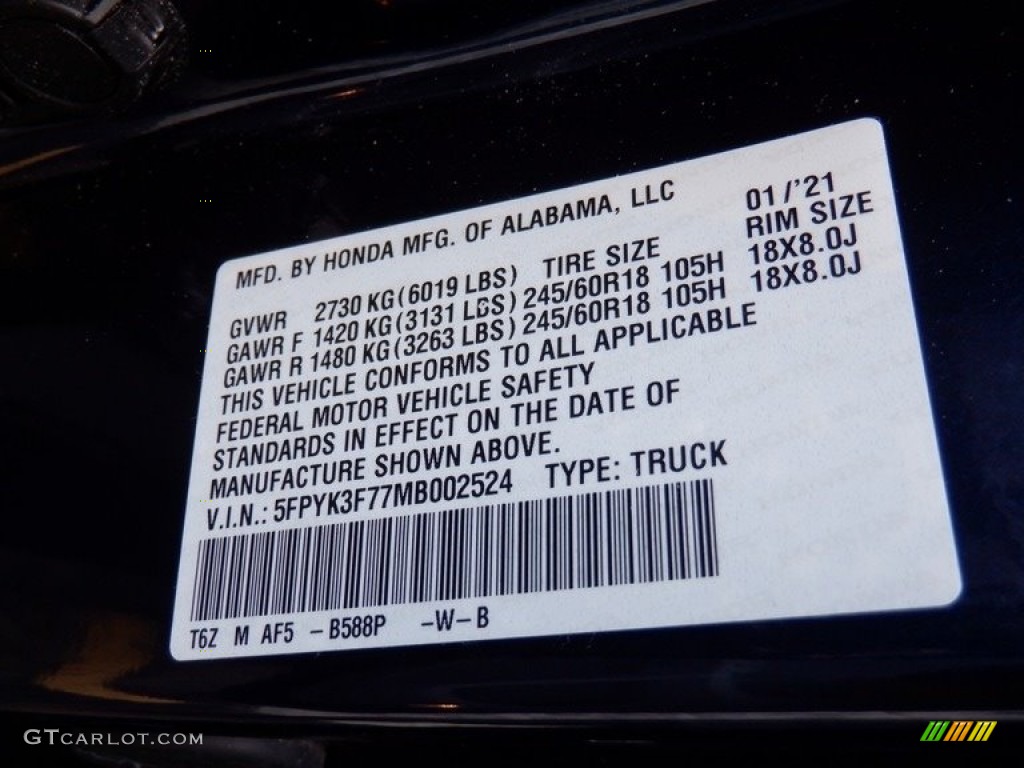 MFD. BY HONDA MFG. OF ALABAMA, LLC 01/'21
GVWR 2730 KG(6019 LBS) TIRE SIZE RIM SIZE
GAWR F 1420 KG(3131 LBS) 245/60R18 105H 18X8.0J
GAWR R 1480 KG(3263 LBS) 245/60R18 105H 18X8.0J
THIS VEHICLE CONFORMS TO ALL APPLICABLE
FEDERAL MOTOR VEHICLE SAFETY
STANDARDS IN EFFECT ON THE DATE OF
MANUFACTURE SHOWN ABOVE.
V.I.N.: 5FPYK3F77MB002524 TYPE: TRUCK
T6Z M AF5 -B588P -W-B
GTCARLOT.COM